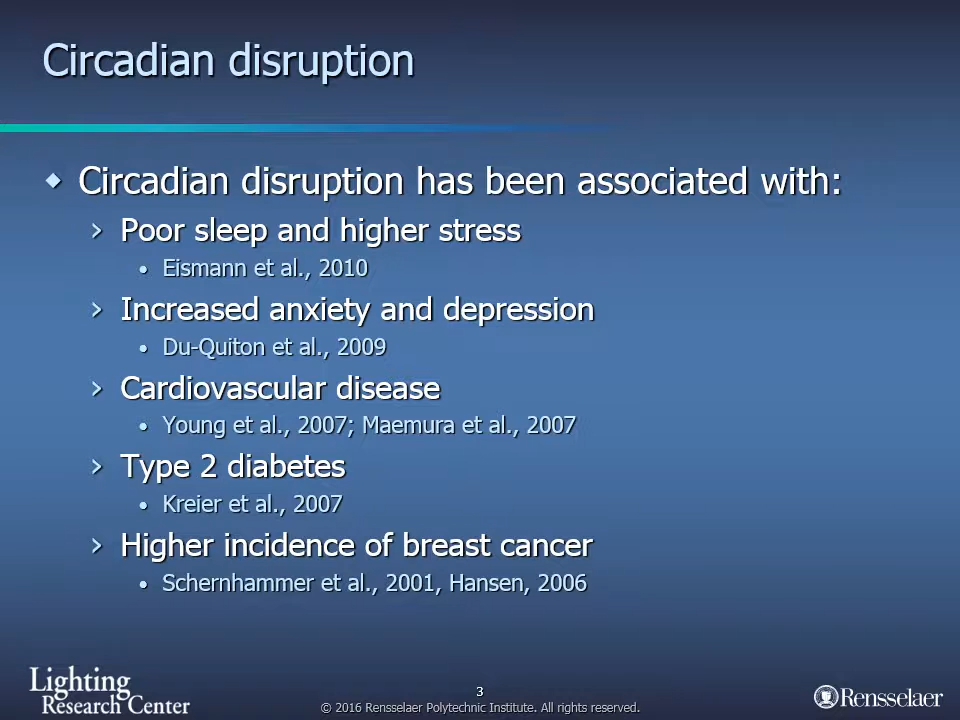 Circadian disruption
Circadian disruption has been associated with:
Poor sleep and higher stress
Eismann et al., 2010
Increased anxiety and depression
Du-Quiton et al., 2009
Cardiovascular disease
Young et al., 2007; Maemura et al., 2007
Type 2 diabetes
Kreier et al., 2007
Higher incidence of breast cancer
Schernhammer et al., 2001, Hansen, 2006
Lighting
Research Center
3
© 2016 Rensselaer Polytechnic Institute. All rights reserved.
Rensselaer